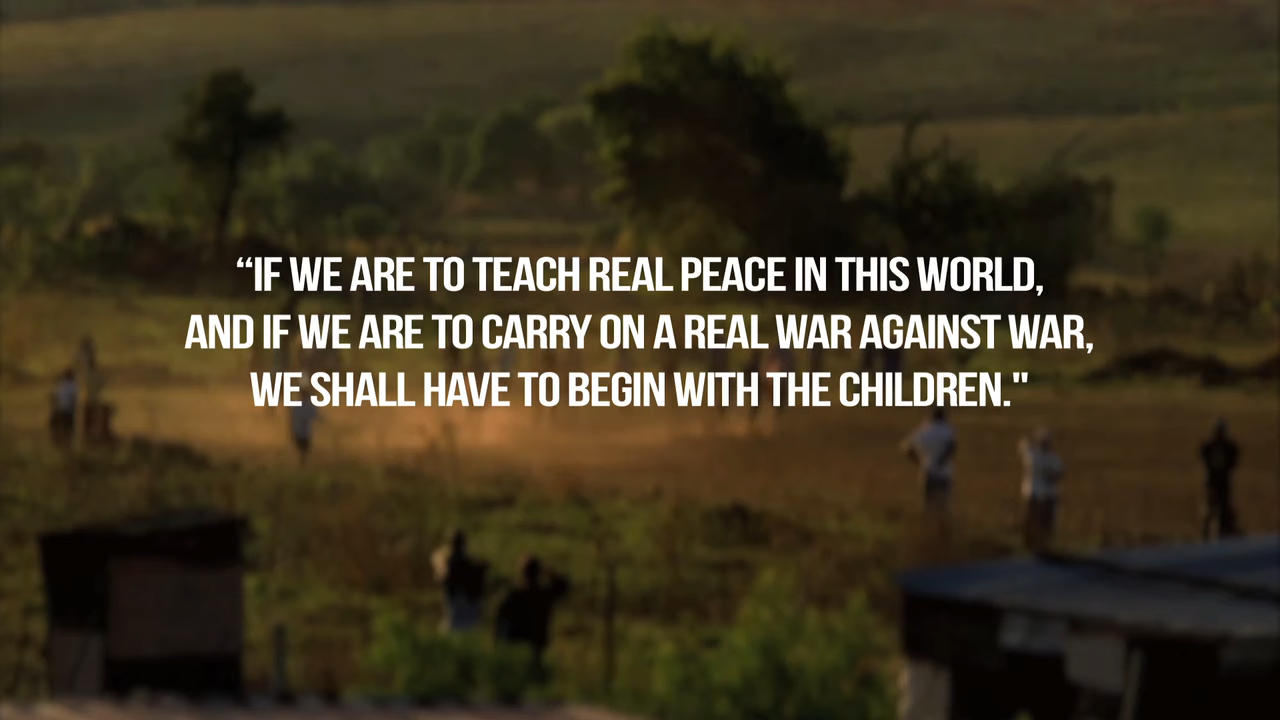 “IF WE ARE TO TEACH REAL PEACE IN THIS WORLD,
AND IF WE ARE TO CARRY ON A REAL WAR AGAINST WAR,
WE SHALL HAVE TO BEGIN WITH THE CHILDREN."